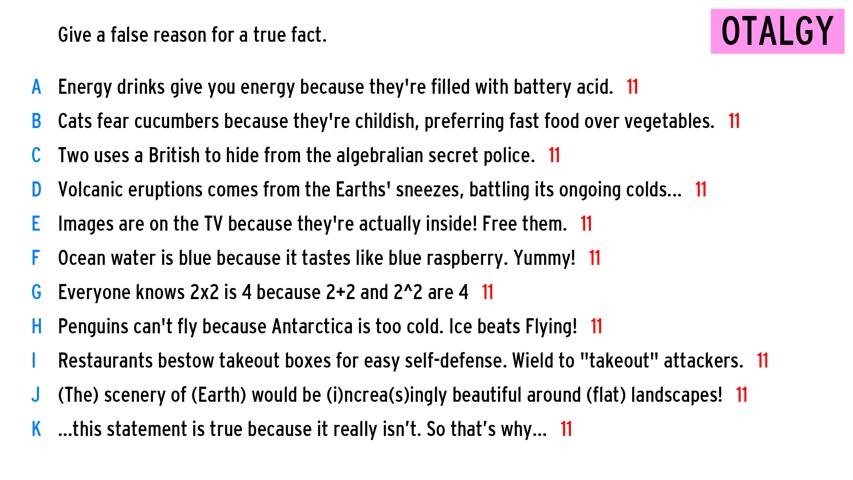 Give a false reason for a true fact.
OTALGY
A Energy drinks give you energy because they're filled with battery acid. 11
B Cats fear cucumbers because they're childish, preferring fast food over vegetables. 11
C Two uses a British to hide from the algebralian secret police. 11
D Volcanic eruptions comes from the Earths' sneezes, battling its ongoing colds... 11
E Images are on the TV because they're actually inside! Free them. 11
F Ocean water is blue because it tastes like blue raspberry. Yummy! 11
G Everyone knows 2x2 is 4 because 2+2 and 2^2 are 4 11
H Penguins can't fly because Antarctica is too cold. Ice beats Flying! 11
I Restaurants bestow takeout boxes for easy self-defense. Wield to "takeout" attackers. 11
J (The) scenery of (Earth) would be (i)ncrea(s)ingly beautiful around (flat) landscapes! 11
K ...this statement is true because it really isn’t. So that’s why... 11